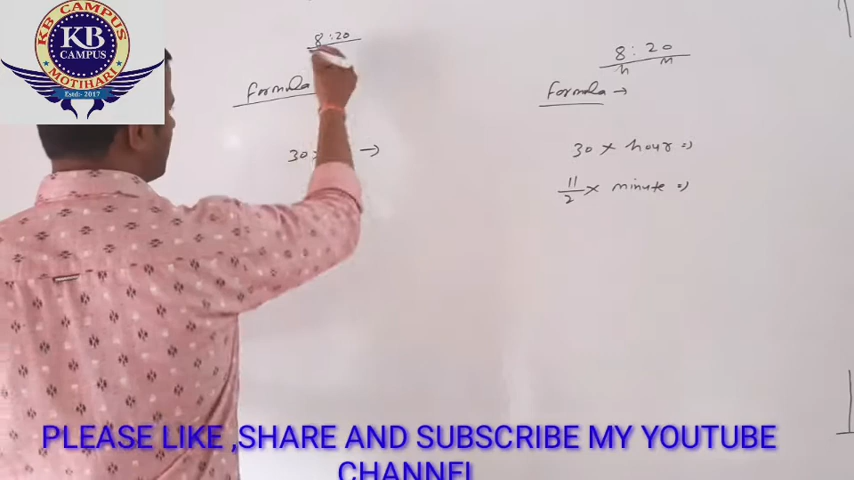 KB CAMPUS
KB
CAMPUS
MOTIHARI
Estd:- 2017
8:20
Formula
30 ×
→
8:20
h m
Formula →
30 × hour ⇒
11/2 × minute ⇒
PLEASE LIKE ,SHARE AND SUBSCRIBE MY YOUTUBE
CHANNEL